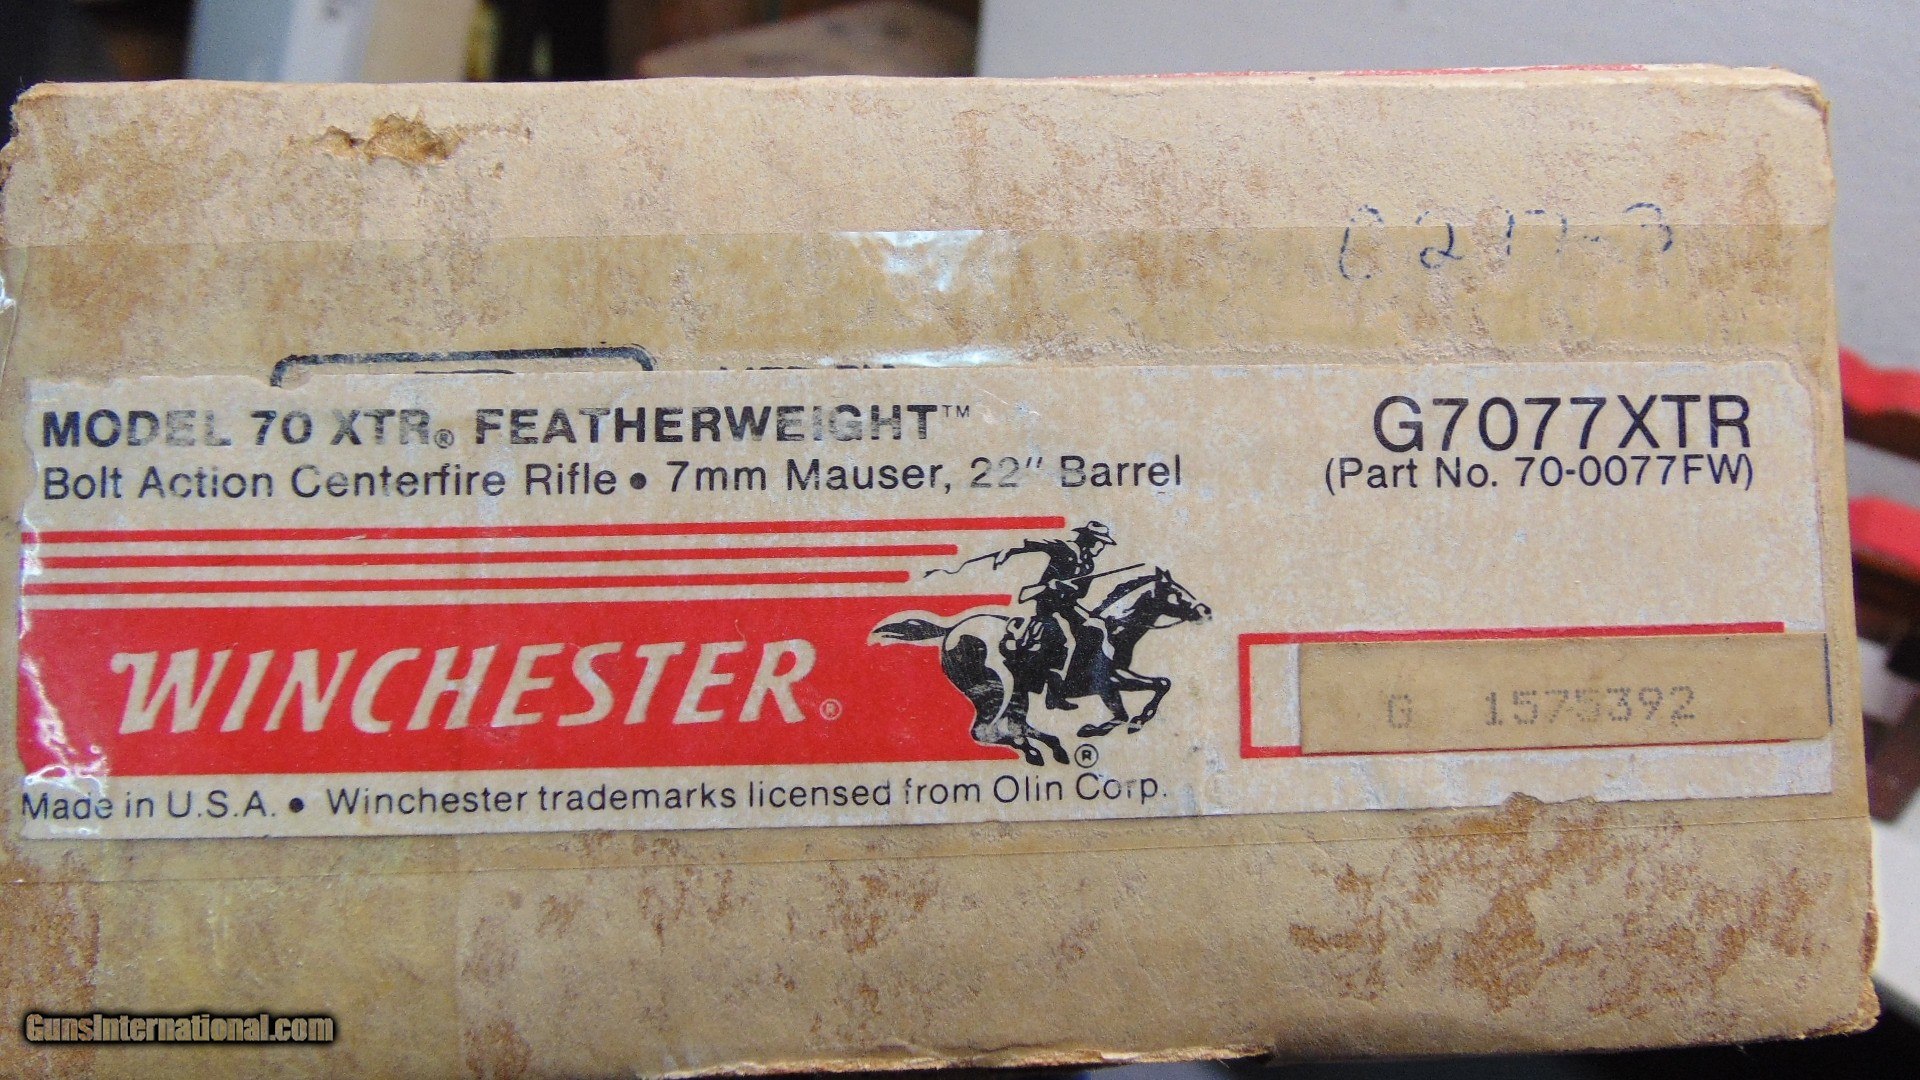 MODEL 70 XTR® FEATHERWEIGHT™
Bolt Action Centerfire Rifle • 7mm Mauser, 22" Barrel
G7077XTR
(Part No. 70-0077FW)
WINCHESTER®
®
G 1575392
Made in U.S.A. • Winchester trademarks licensed from Olin Corp.
GunsInternational.com